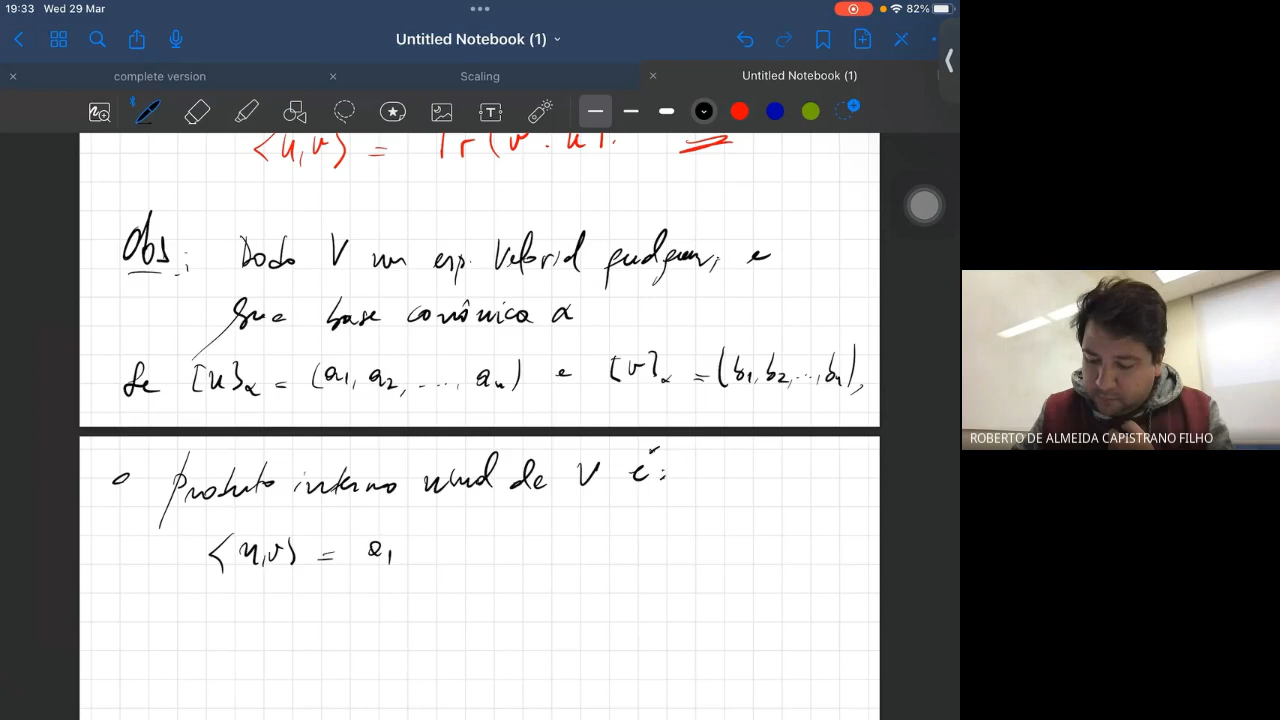 19:33 Wed 29 Mar
82%
Untitled Notebook (1)
complete version
Scaling
Untitled Notebook (1)
<u,v> = Tr(v . u).
Obs: Dado V um esp. vetorial qualquer, e
sua base canônica α
Se [u]α = (a1, a2, ..., an) e [v]α = (b1, b2, ..., bn),
o produto interno usual de V é:
<u,v> = a1
ROBERTO DE ALMEIDA CAPISTRANO FILHO